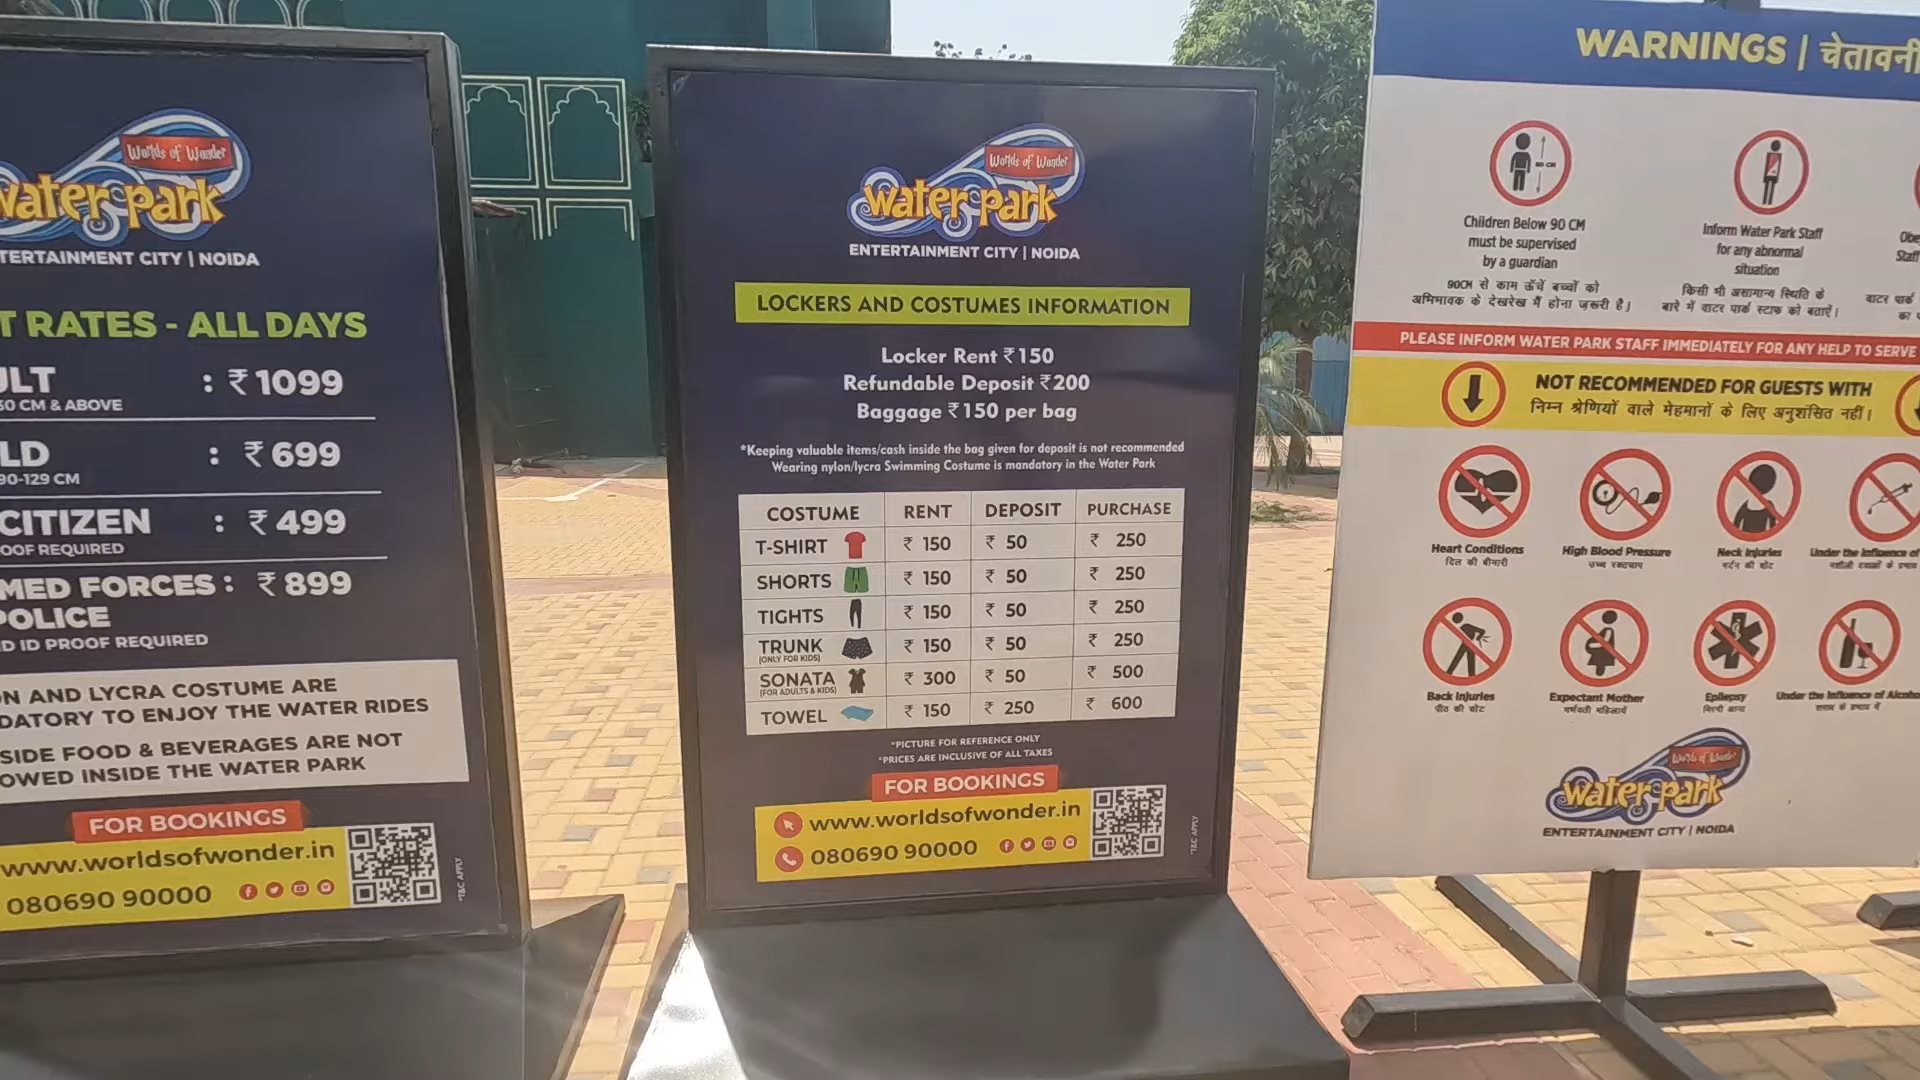 Worlds of Wonder
water park
TERTAINMENT CITY | NOIDA
RATES - ALL DAYS
: ₹ 1099
CM & ABOVE
: ₹ 699
90-129 CM
CITIZEN : ₹ 499
REQUIRED
FORCES : ₹ 899
POLICE
ID PROOF REQUIRED
AND LYCRA COSTUME ARE
TO ENJOY THE WATER RIDES
FOOD & BEVERAGES ARE NOT
INSIDE THE WATER PARK
FOR BOOKINGS
www.worldsofwonder.in
080690 90000
*T&C APPLY
Worlds of Wonder
water park
ENTERTAINMENT CITY | NOIDA
LOCKERS AND COSTUMES INFORMATION
Locker Rent ₹150
Refundable Deposit ₹200
Baggage ₹150 per bag
*Keeping valuable items/cash inside the bag given for deposit is not recommended
Wearing nylon/lycra Swimming Costume is mandatory in the Water Park
COSTUME RENT DEPOSIT PURCHASE
T-SHIRT ₹ 150 ₹ 50 ₹ 250
SHORTS ₹ 150 ₹ 50 ₹ 250
TIGHTS ₹ 150 ₹ 50 ₹ 250
TRUNK ₹ 150 ₹ 50 ₹ 250
(ONLY FOR KIDS)
SONATA ₹ 300 ₹ 50 ₹ 500
(FOR ADULTS & KIDS)
TOWEL ₹ 150 ₹ 250 ₹ 600
*PICTURE FOR REFERENCE ONLY
*PRICES ARE INCLUSIVE OF ALL TAXES
FOR BOOKINGS
www.worldsofwonder.in
080690 90000
*T&C APPLY
WARNINGS | चेतावनी
90 CM
Children Below 90 CM
must be supervised
by a guardian
90CM से काम ऊँचें बच्चों को
अभिमावक के देखरेख मैं होना ज़रूरी है।
Inform Water Park Staff
for any abnormal
situation
किसी भी असामान्य स्थिति के
बारे में वाटर पार्क स्टाफ को बताएँ।
Staff
वाटर पार्क
PLEASE INFORM WATER PARK STAFF IMMEDIATELY FOR ANY HELP TO SERVE
NOT RECOMMENDED FOR GUESTS WITH
निम्न श्रेणियों वाले मेहमानों के लिए अनुशंसित नहीं।
Heart Conditions
दिल की बीमारी
High Blood Pressure
उच्च रक्तचाप
Neck Injuries
गर्दन की चोट
Under the Influence of
Back Injuries
पीठ की चोट
Expectant Mother
गर्भवती महिलायें
Epilepsy
मिरगी आना
Under the Influence of
शराब के प्रभाव में
Worlds of Wonder
water park
ENTERTAINMENT CITY | NOIDA